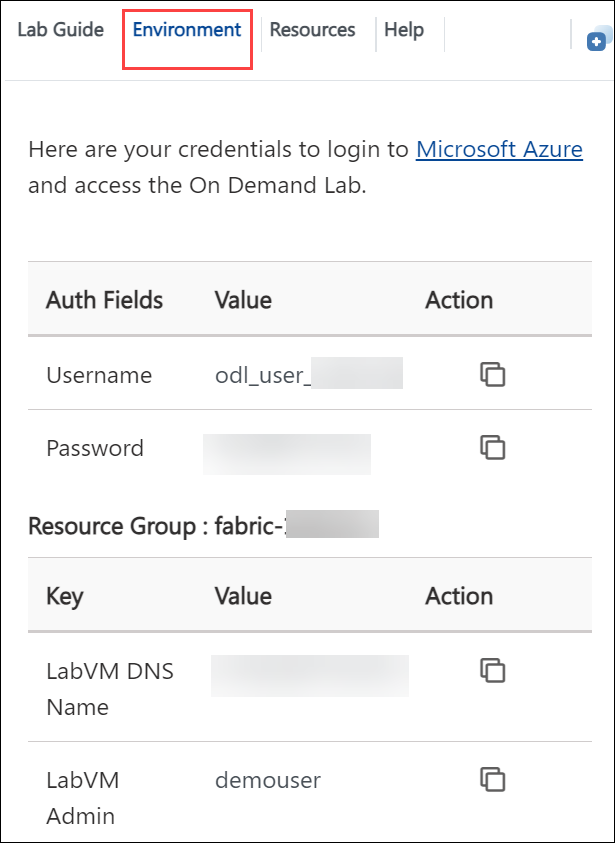 Lab Guide Environment Resources Help
Here are your credentials to login to Microsoft Azure
and access the On Demand Lab.
Auth Fields Value Action
Username odl_user_
Password
Resource Group : fabric-
Key Value Action
LabVM DNS
Name
LabVM demouser
Admin